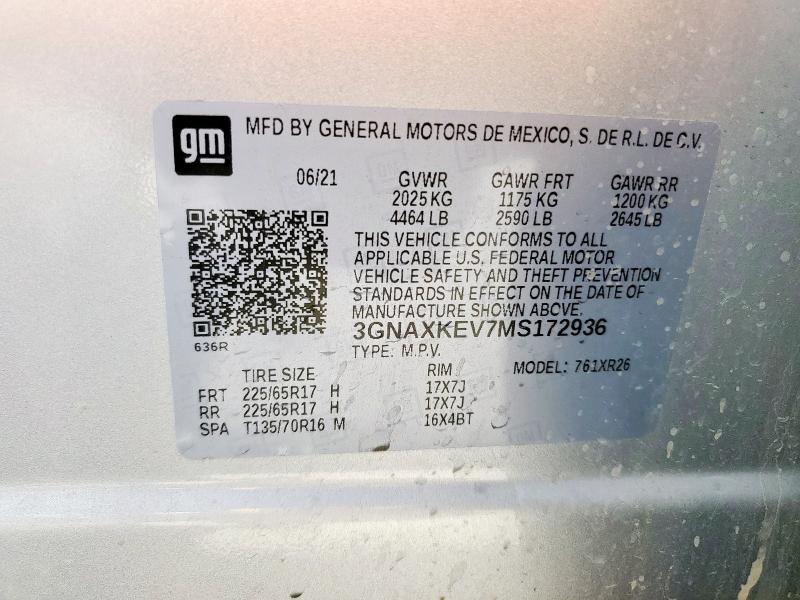 gm MFD BY GENERAL MOTORS DE MEXICO, S. DE R.L. DE C.V.
06/21 GVWR GAWR FRT GAWR RR
2025 KG 1175 KG 1200 KG
4464 LB 2590 LB 2645 LB
THIS VEHICLE CONFORMS TO ALL
APPLICABLE U.S. FEDERAL MOTOR
VEHICLE SAFETY AND THEFT PREVENTION
STANDARDS IN EFFECT ON THE DATE OF
MANUFACTURE SHOWN ABOVE.
3GNAXKEV7MS172936
636R
TYPE: M.P.V.
TIRE SIZE RIM MODEL: 761XR26
FRT 225/65R17 H 17X7J
RR 225/65R17 H 17X7J
SPA T135/70R16 M 16X4BT